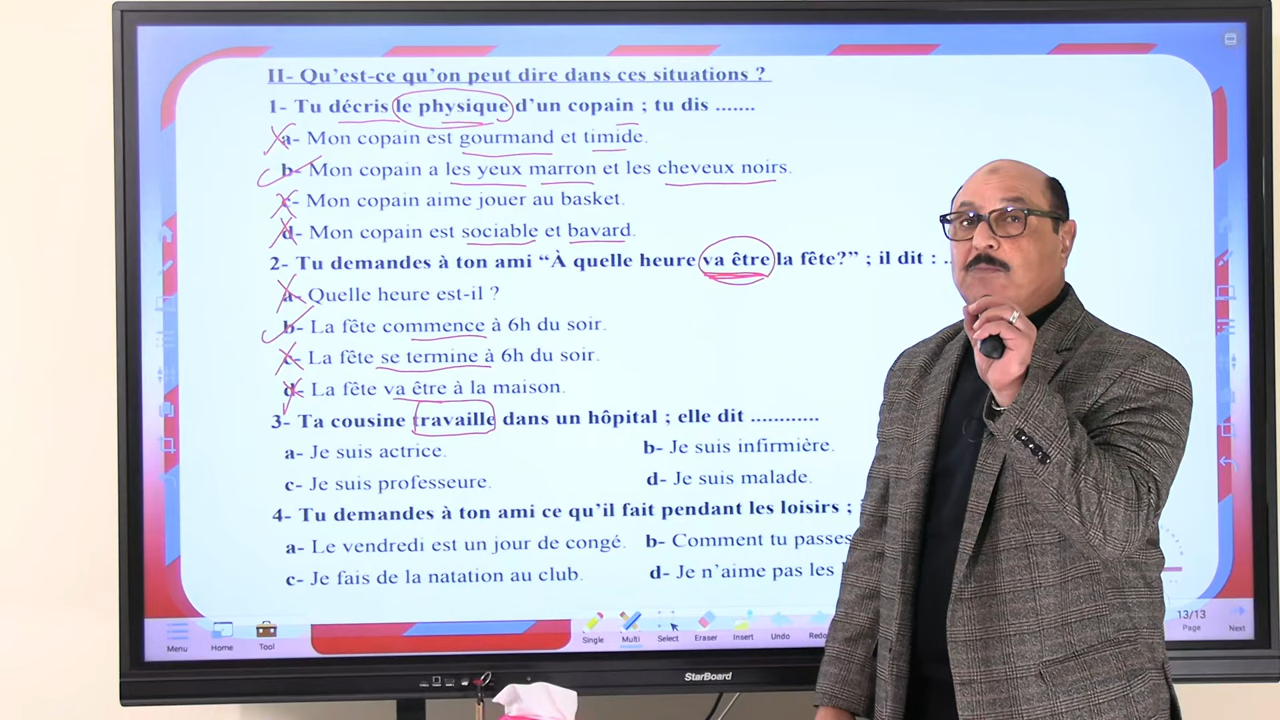 II- Qu'est-ce qu'on peut dire dans ces situations ?
1- Tu décris le physique d'un copain ; tu dis .......
a- Mon copain est gourmand et timide.
b- Mon copain a les yeux marron et les cheveux noirs.
c- Mon copain aime jouer au basket.
d- Mon copain est sociable et bavard.
2- Tu demandes à ton ami “À quelle heure va être la fête?” ; il dit : ..
a- Quelle heure est-il ?
b- La fête commence à 6h du soir.
c- La fête se termine à 6h du soir.
d- La fête va être à la maison.
3- Ta cousine travaille dans un hôpital ; elle dit ............
a- Je suis actrice. b- Je suis infirmière.
c- Je suis professeure. d- Je suis malade.
4- Tu demandes à ton ami ce qu'il fait pendant les loisirs ;
a- Le vendredi est un jour de congé. b- Comment tu passes
c- Je fais de la natation au club. d- Je n'aime pas les
Menu Home Tool Single Multi Select Eraser Insert Undo Redo 13/13 Page Next
StarBoard